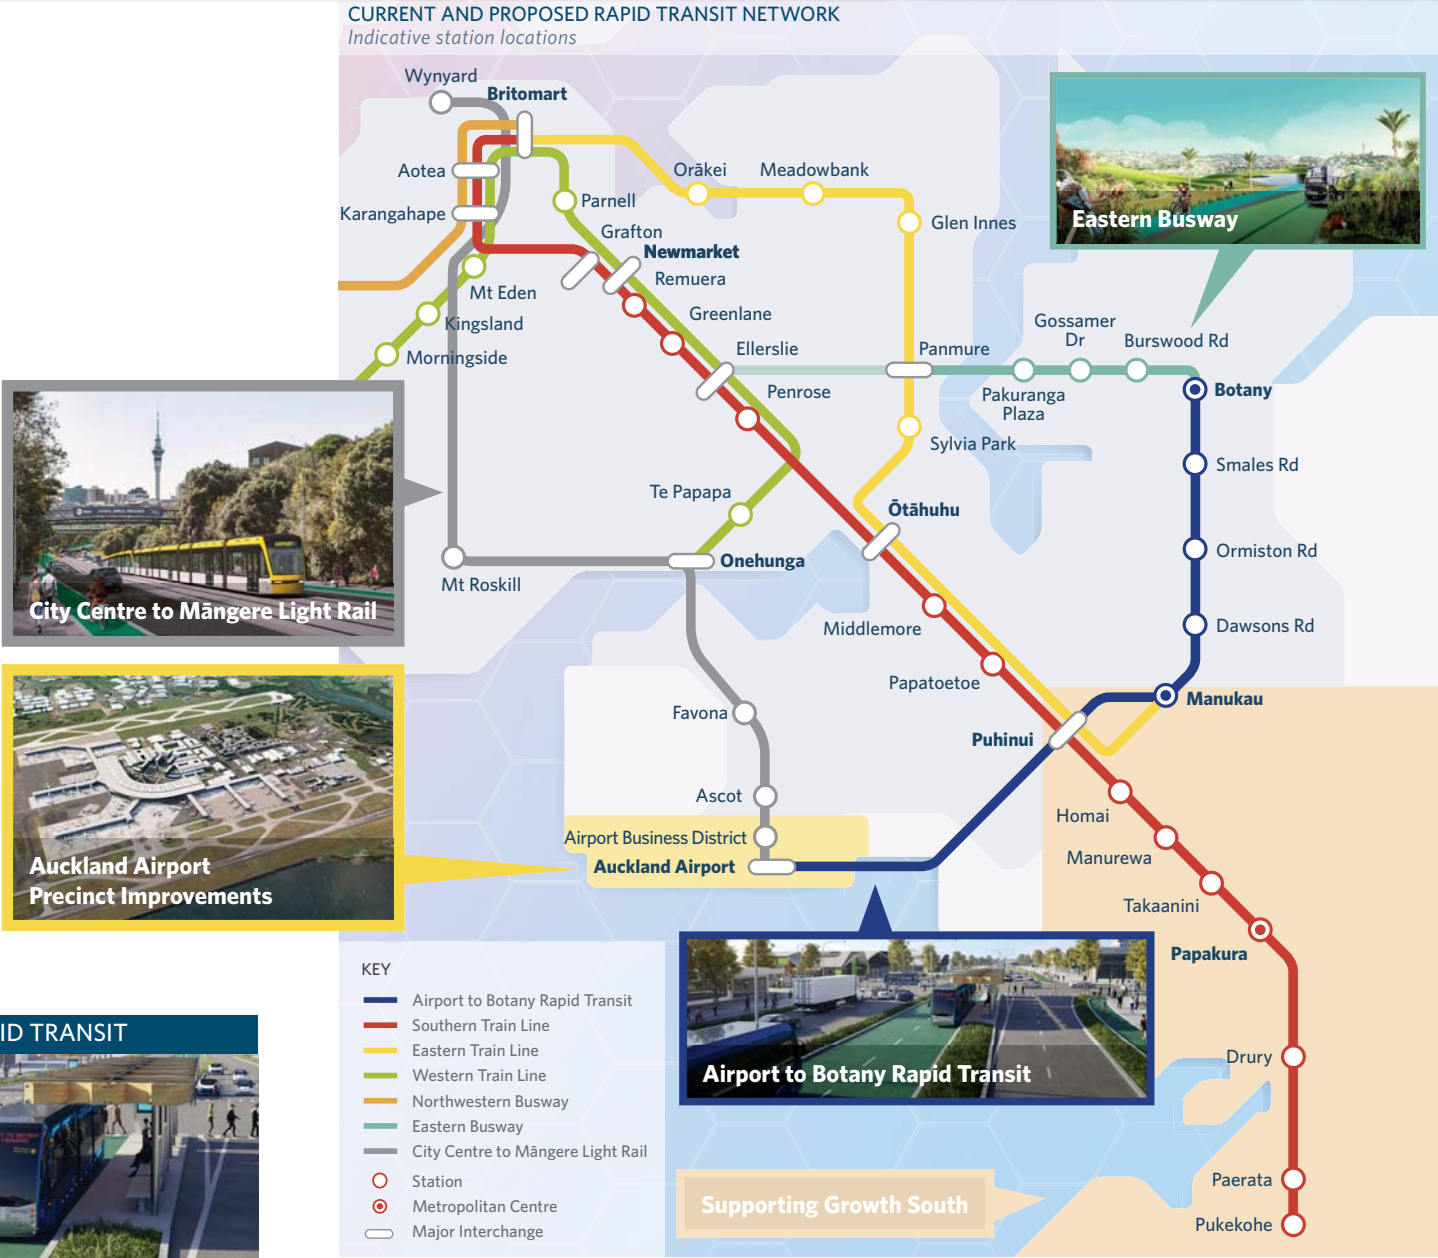 CURRENT AND PROPOSED RAPID TRANSIT NETWORK
Indicative station locations
Wynyard
Britomart
Aotea
Karangahape
Orākei
Meadowbank
Parnell
Glen Innes
Grafton
Newmarket
Remuera
Mt Eden
Kingsland
Morningside
Greenlane
Ellerslie
Penrose
Panmure
Gossamer
Dr
Burswood Rd
Pakuranga
Plaza
Botany
Sylvia Park
Smales Rd
Te Papapa
Ōtāhuhu
Ormiston Rd
Onehunga
Mt Roskill
Middlemore
Dawsons Rd
Papatoetoe
Manukau
Favona
Puhinui
Ascot
Homai
Airport Business District
Manurewa
Auckland Airport
Takaanini
Papakura
Drury
Paerata
Pukekohe
Eastern Busway
City Centre to Māngere Light Rail
Auckland Airport
Precinct Improvements
Airport to Botany Rapid Transit
Supporting Growth South
KEY
Airport to Botany Rapid Transit
Southern Train Line
Eastern Train Line
Western Train Line
Northwestern Busway
Eastern Busway
City Centre to Māngere Light Rail
Station
Metropolitan Centre
Major Interchange
ID TRANSIT